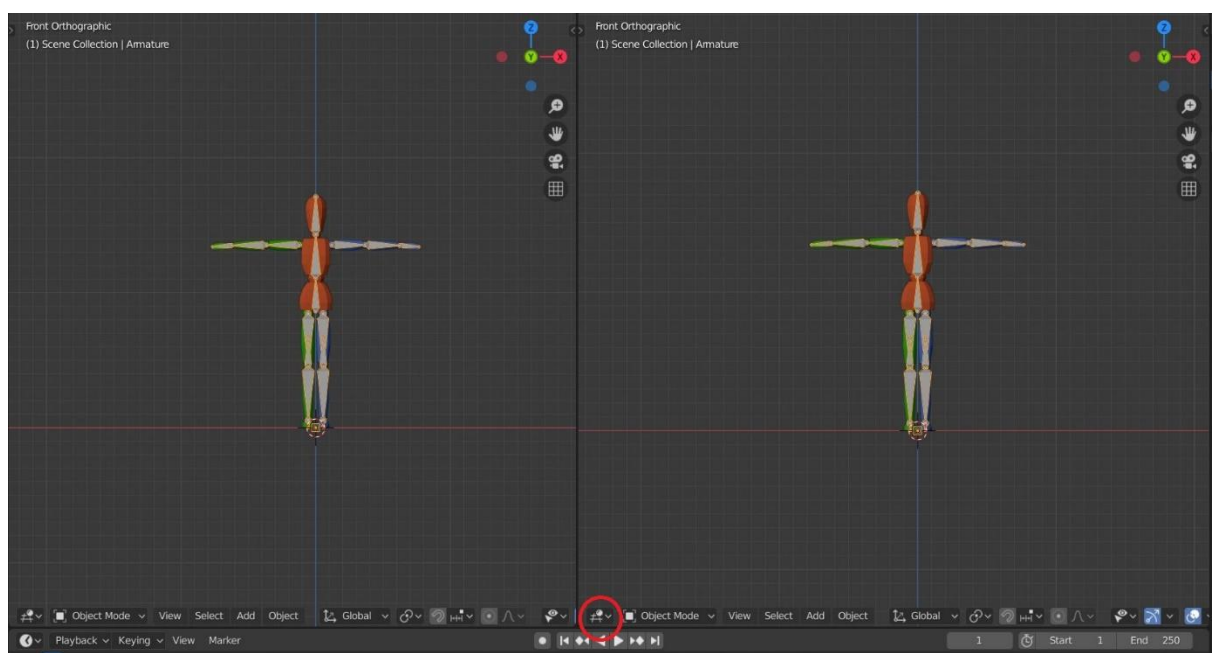 Front Orthographic
(1) Scene Collection | Armature
Z
Y
X
Front Orthographic
(1) Scene Collection | Armature
Z
Y
X
Object Mode View Select Add Object Global
Object Mode View Select Add Object Global
Playback Keying View Marker 1 Start 1 End 250